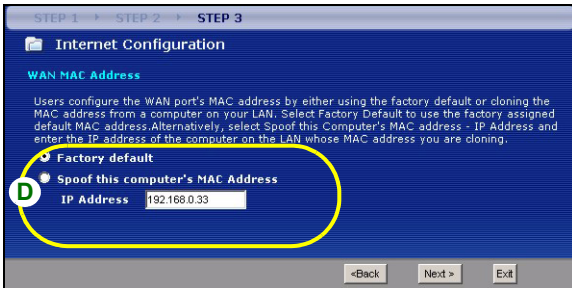 STEP 1 STEP 2 STEP 3
Internet Configuration
WAN MAC Address
Users configure the WAN port's MAC address by either using the factory default or cloning the
MAC address from a computer on your LAN. Select Factory Default to use the factory assigned
default MAC address.Alternatively, select Spoof this Computer's MAC address - IP Address and
enter the IP address of the computer on the LAN whose MAC address you are cloning.
Factory default
D Spoof this computer's MAC Address
IP Address 192.168.0.33
<Back Next > Exit